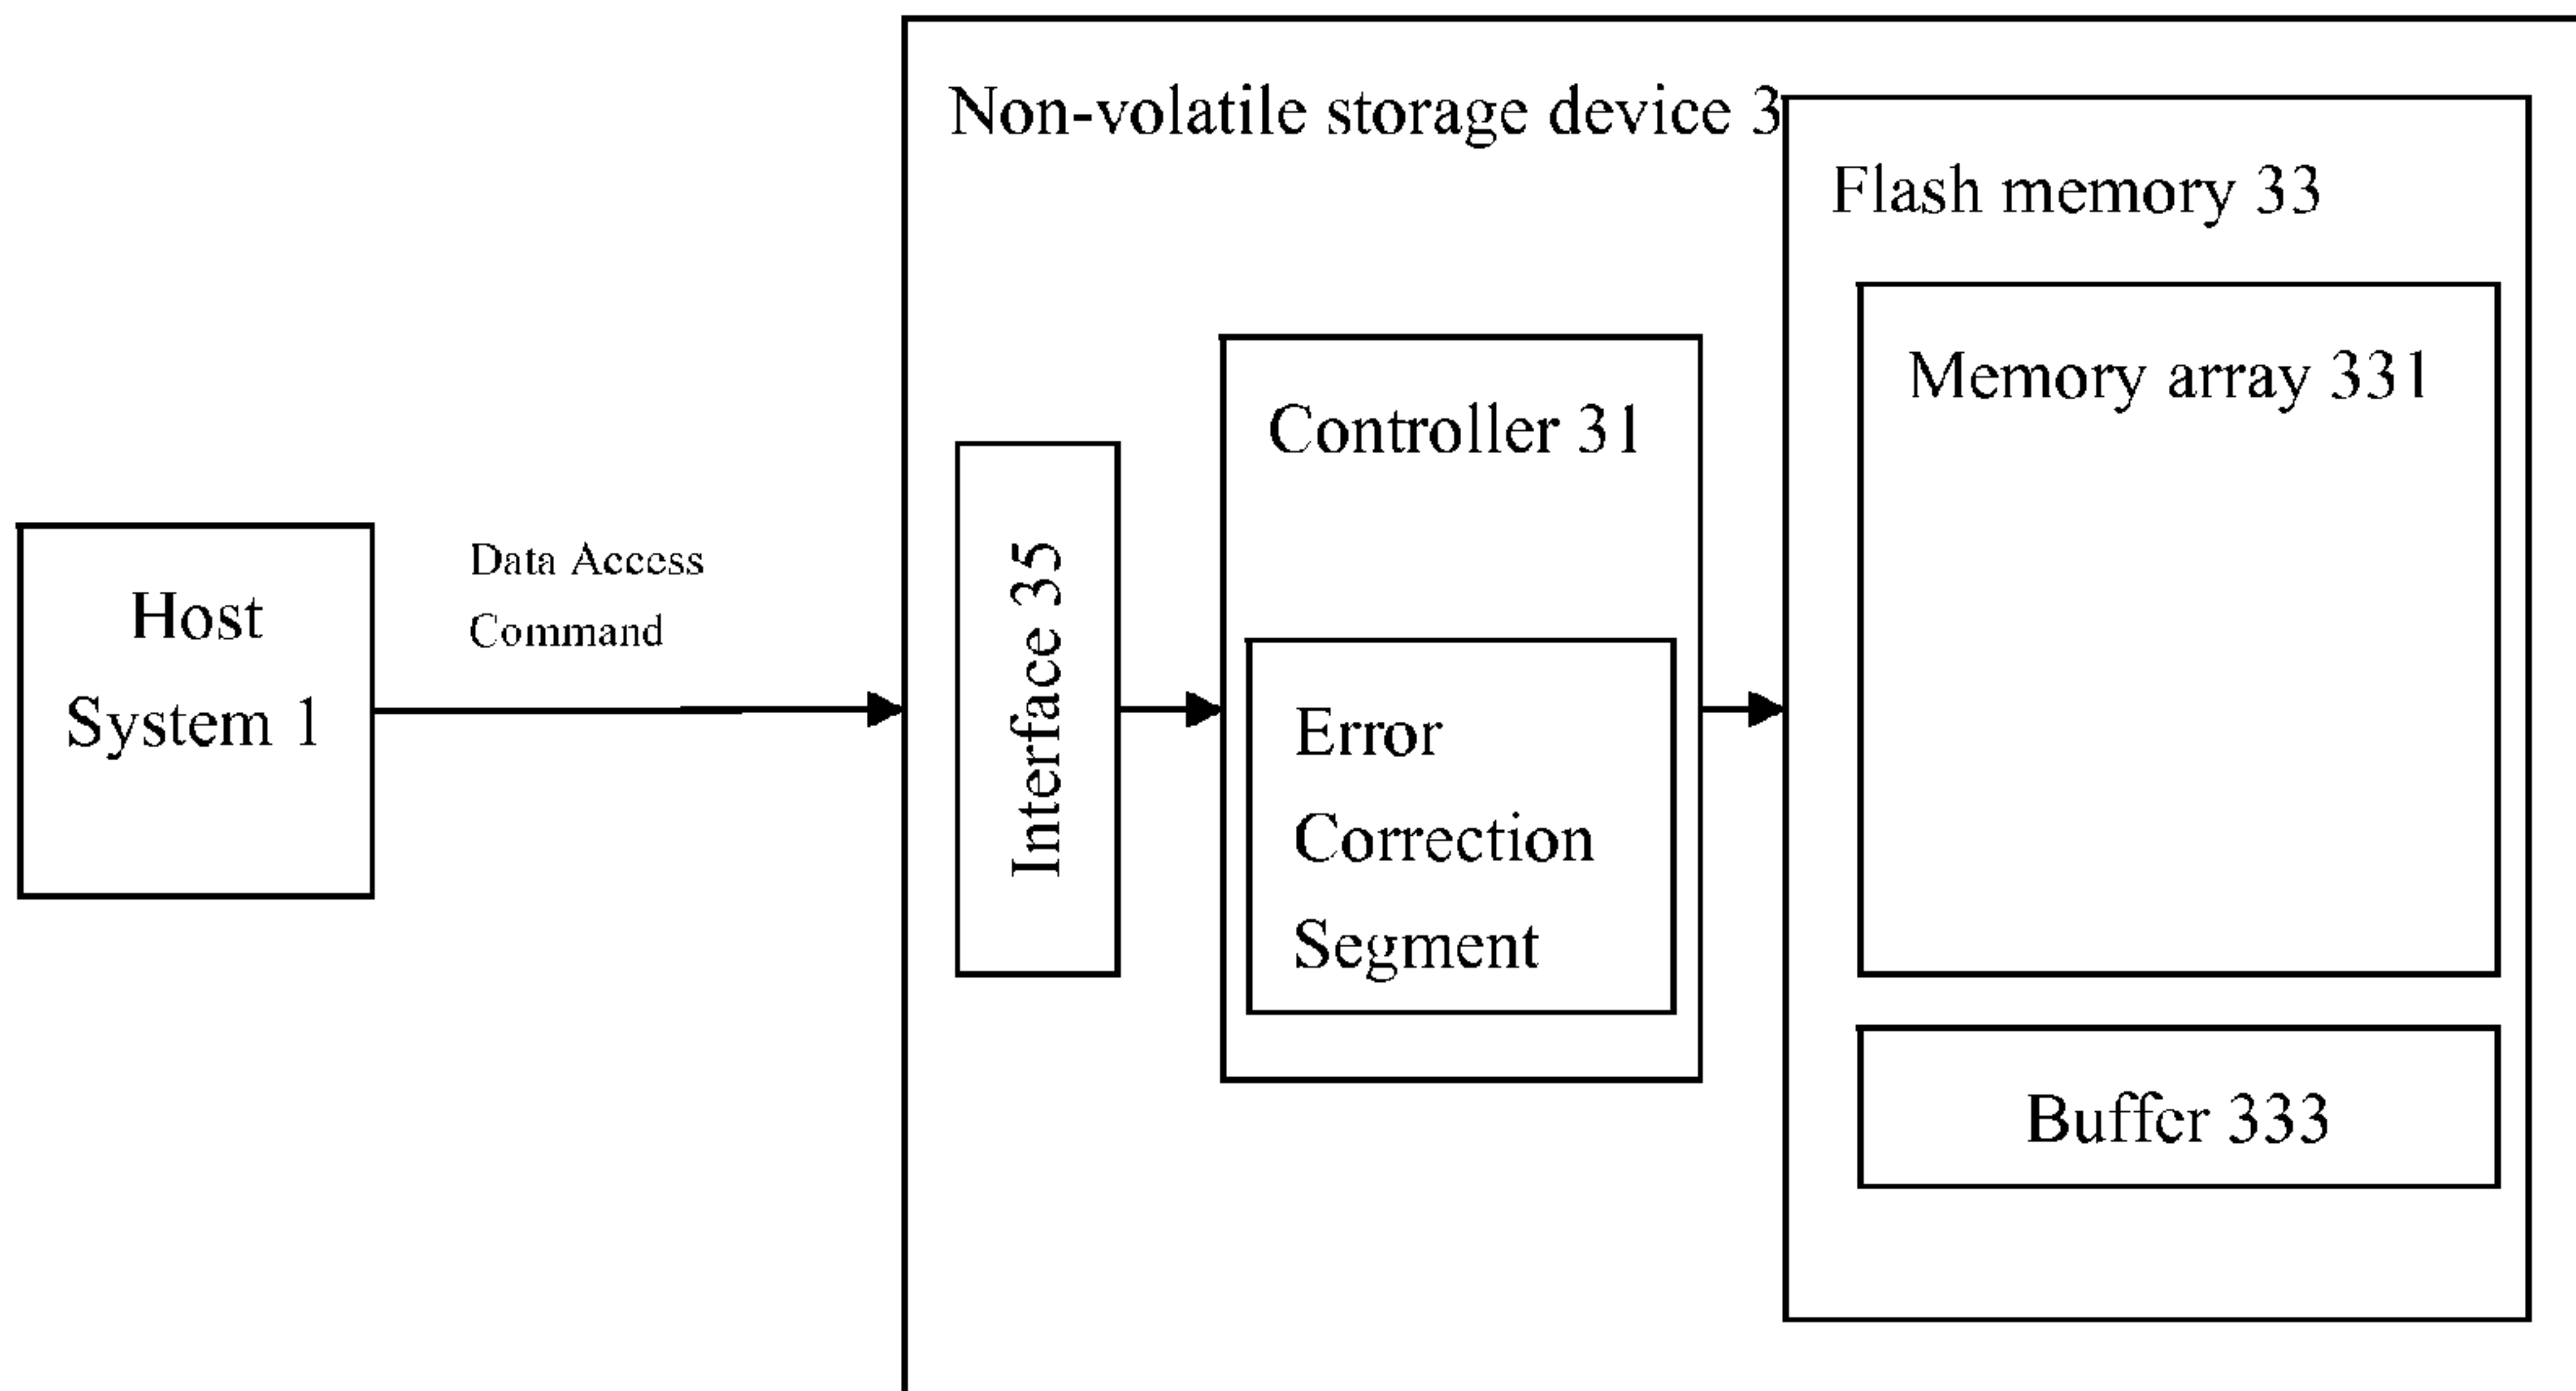 Non-volatile storage device 3
Flash memory 33
Memory array 331
Controller 31
Interface 35
Data Access
Command
Host
System 1
Error
Correction
Segment
Buffer 333